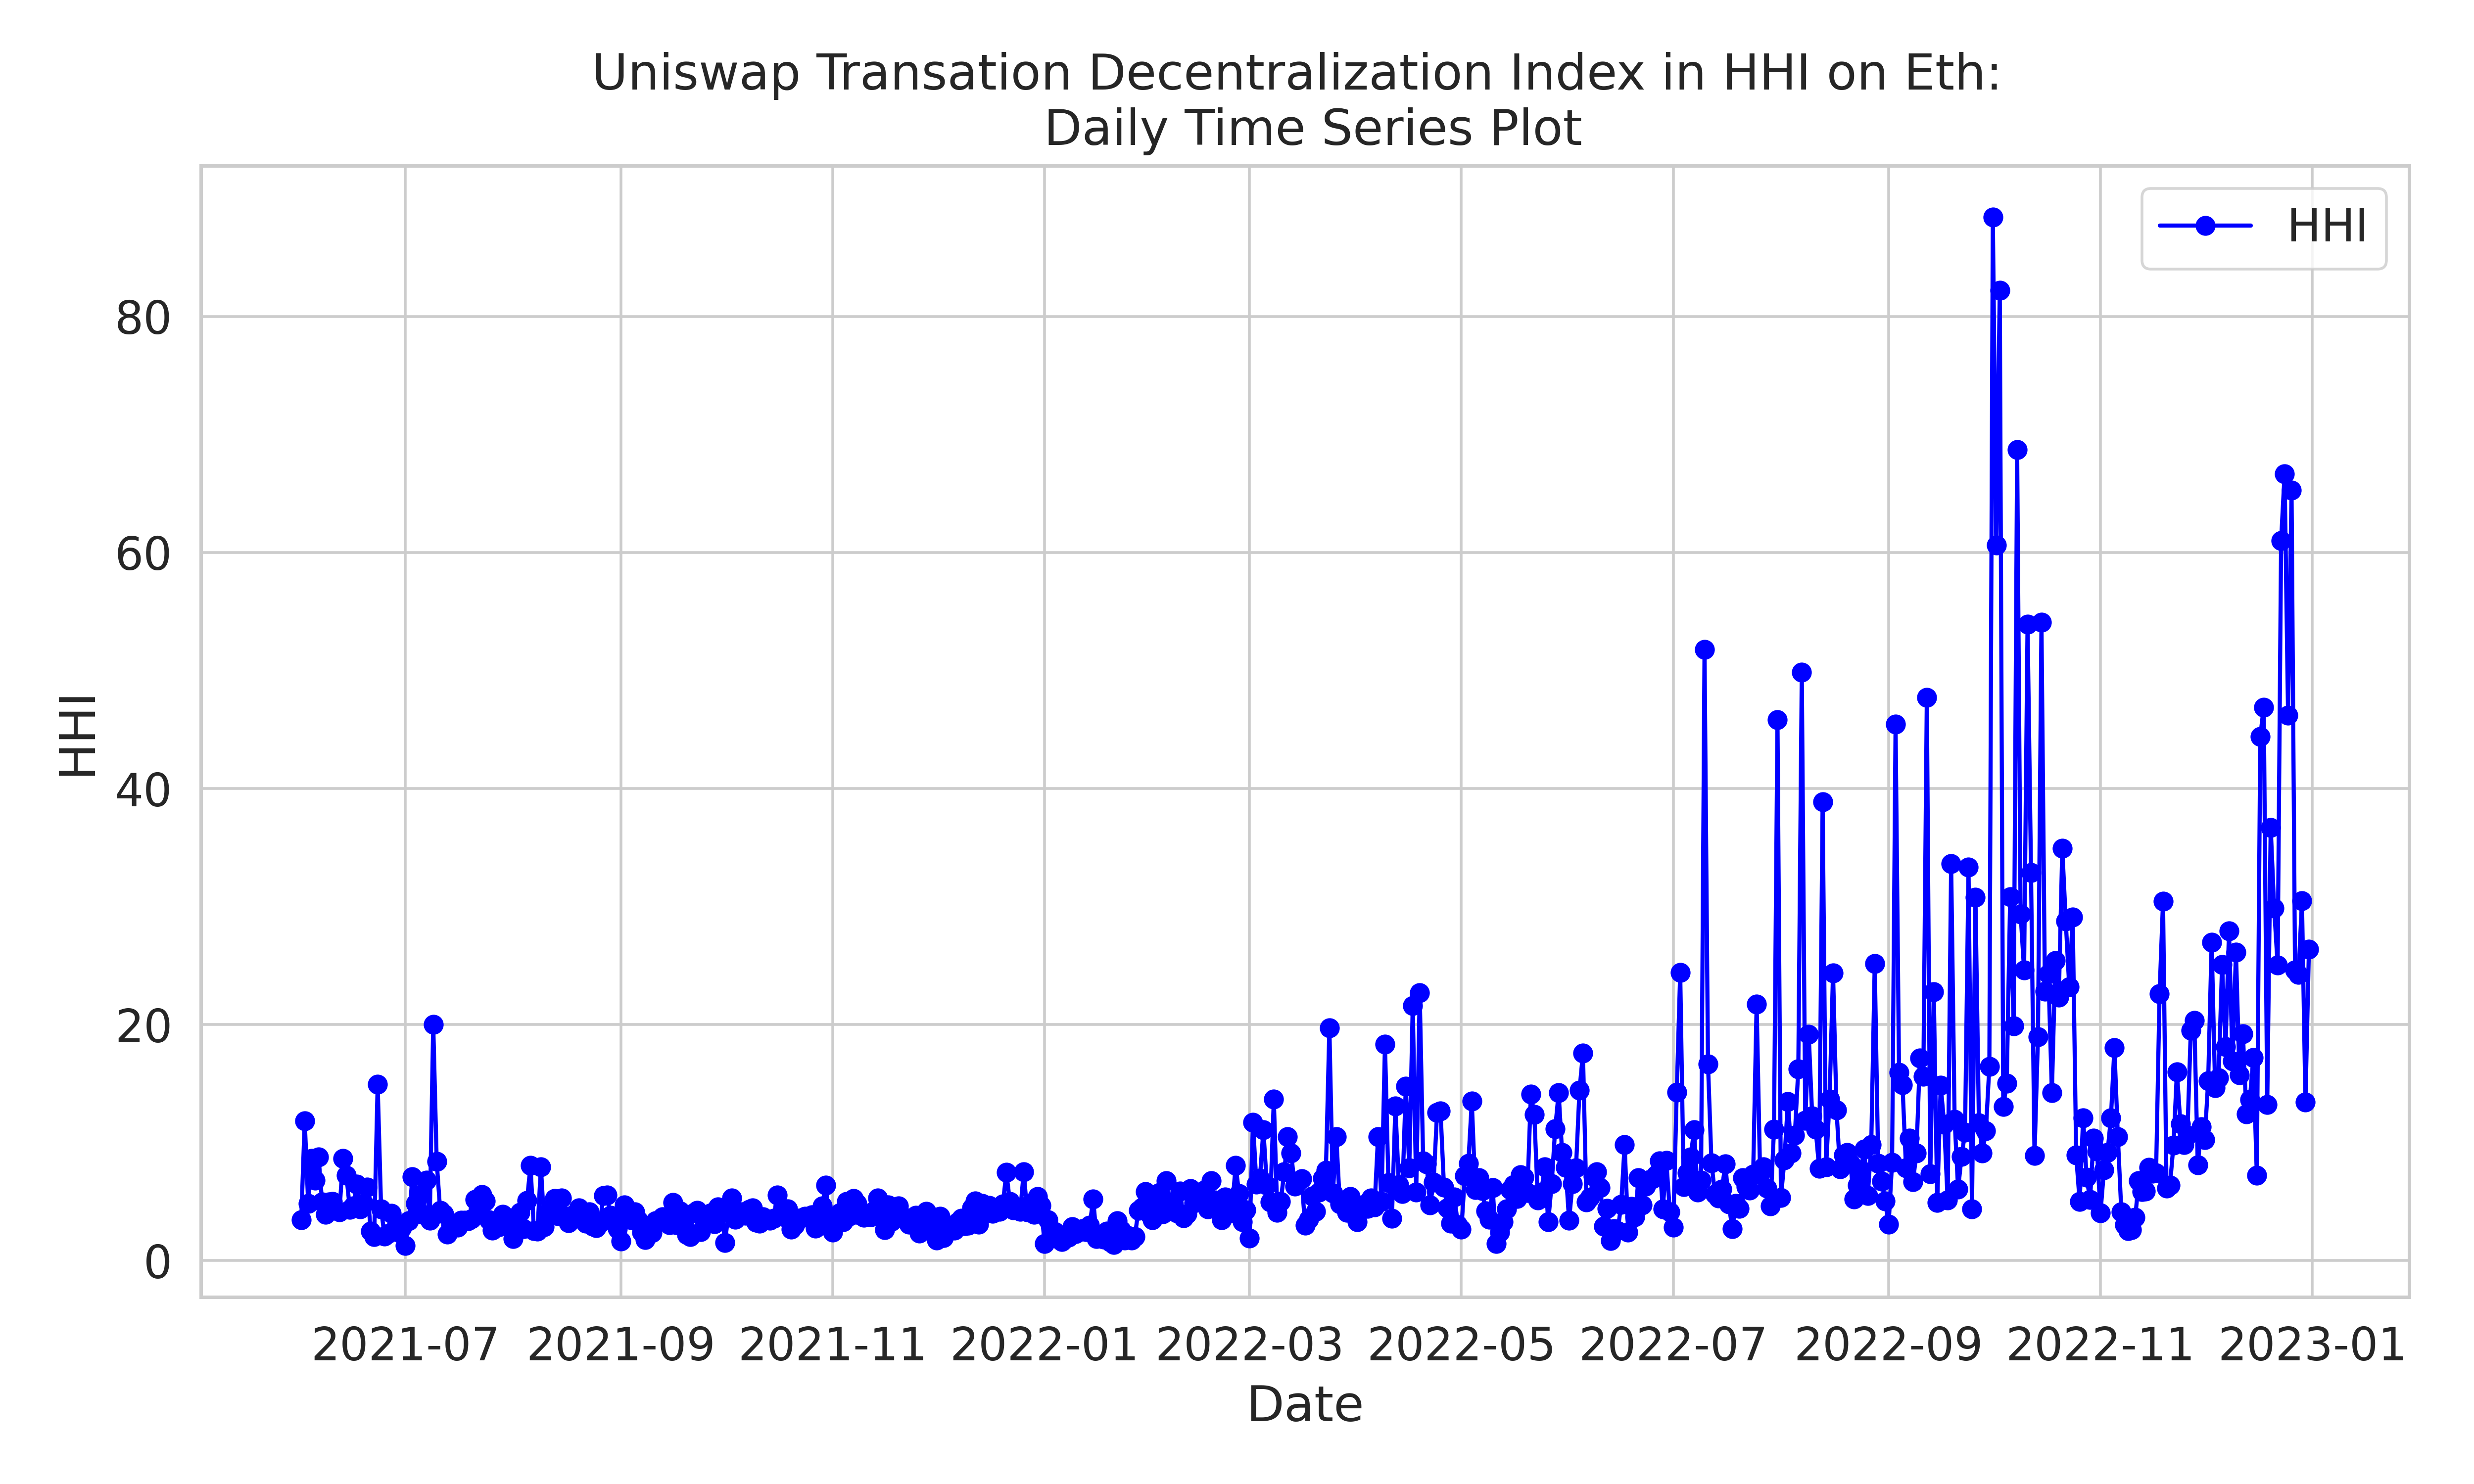 Uniswap Transation Decentralization Index in HHI on Eth:
Daily Time Series Plot
HHI
HHI
80
60
40
20
0
2021-07 2021-09 2021-11 2022-01 2022-03 2022-05 2022-07 2022-09 2022-11 2023-01
Date